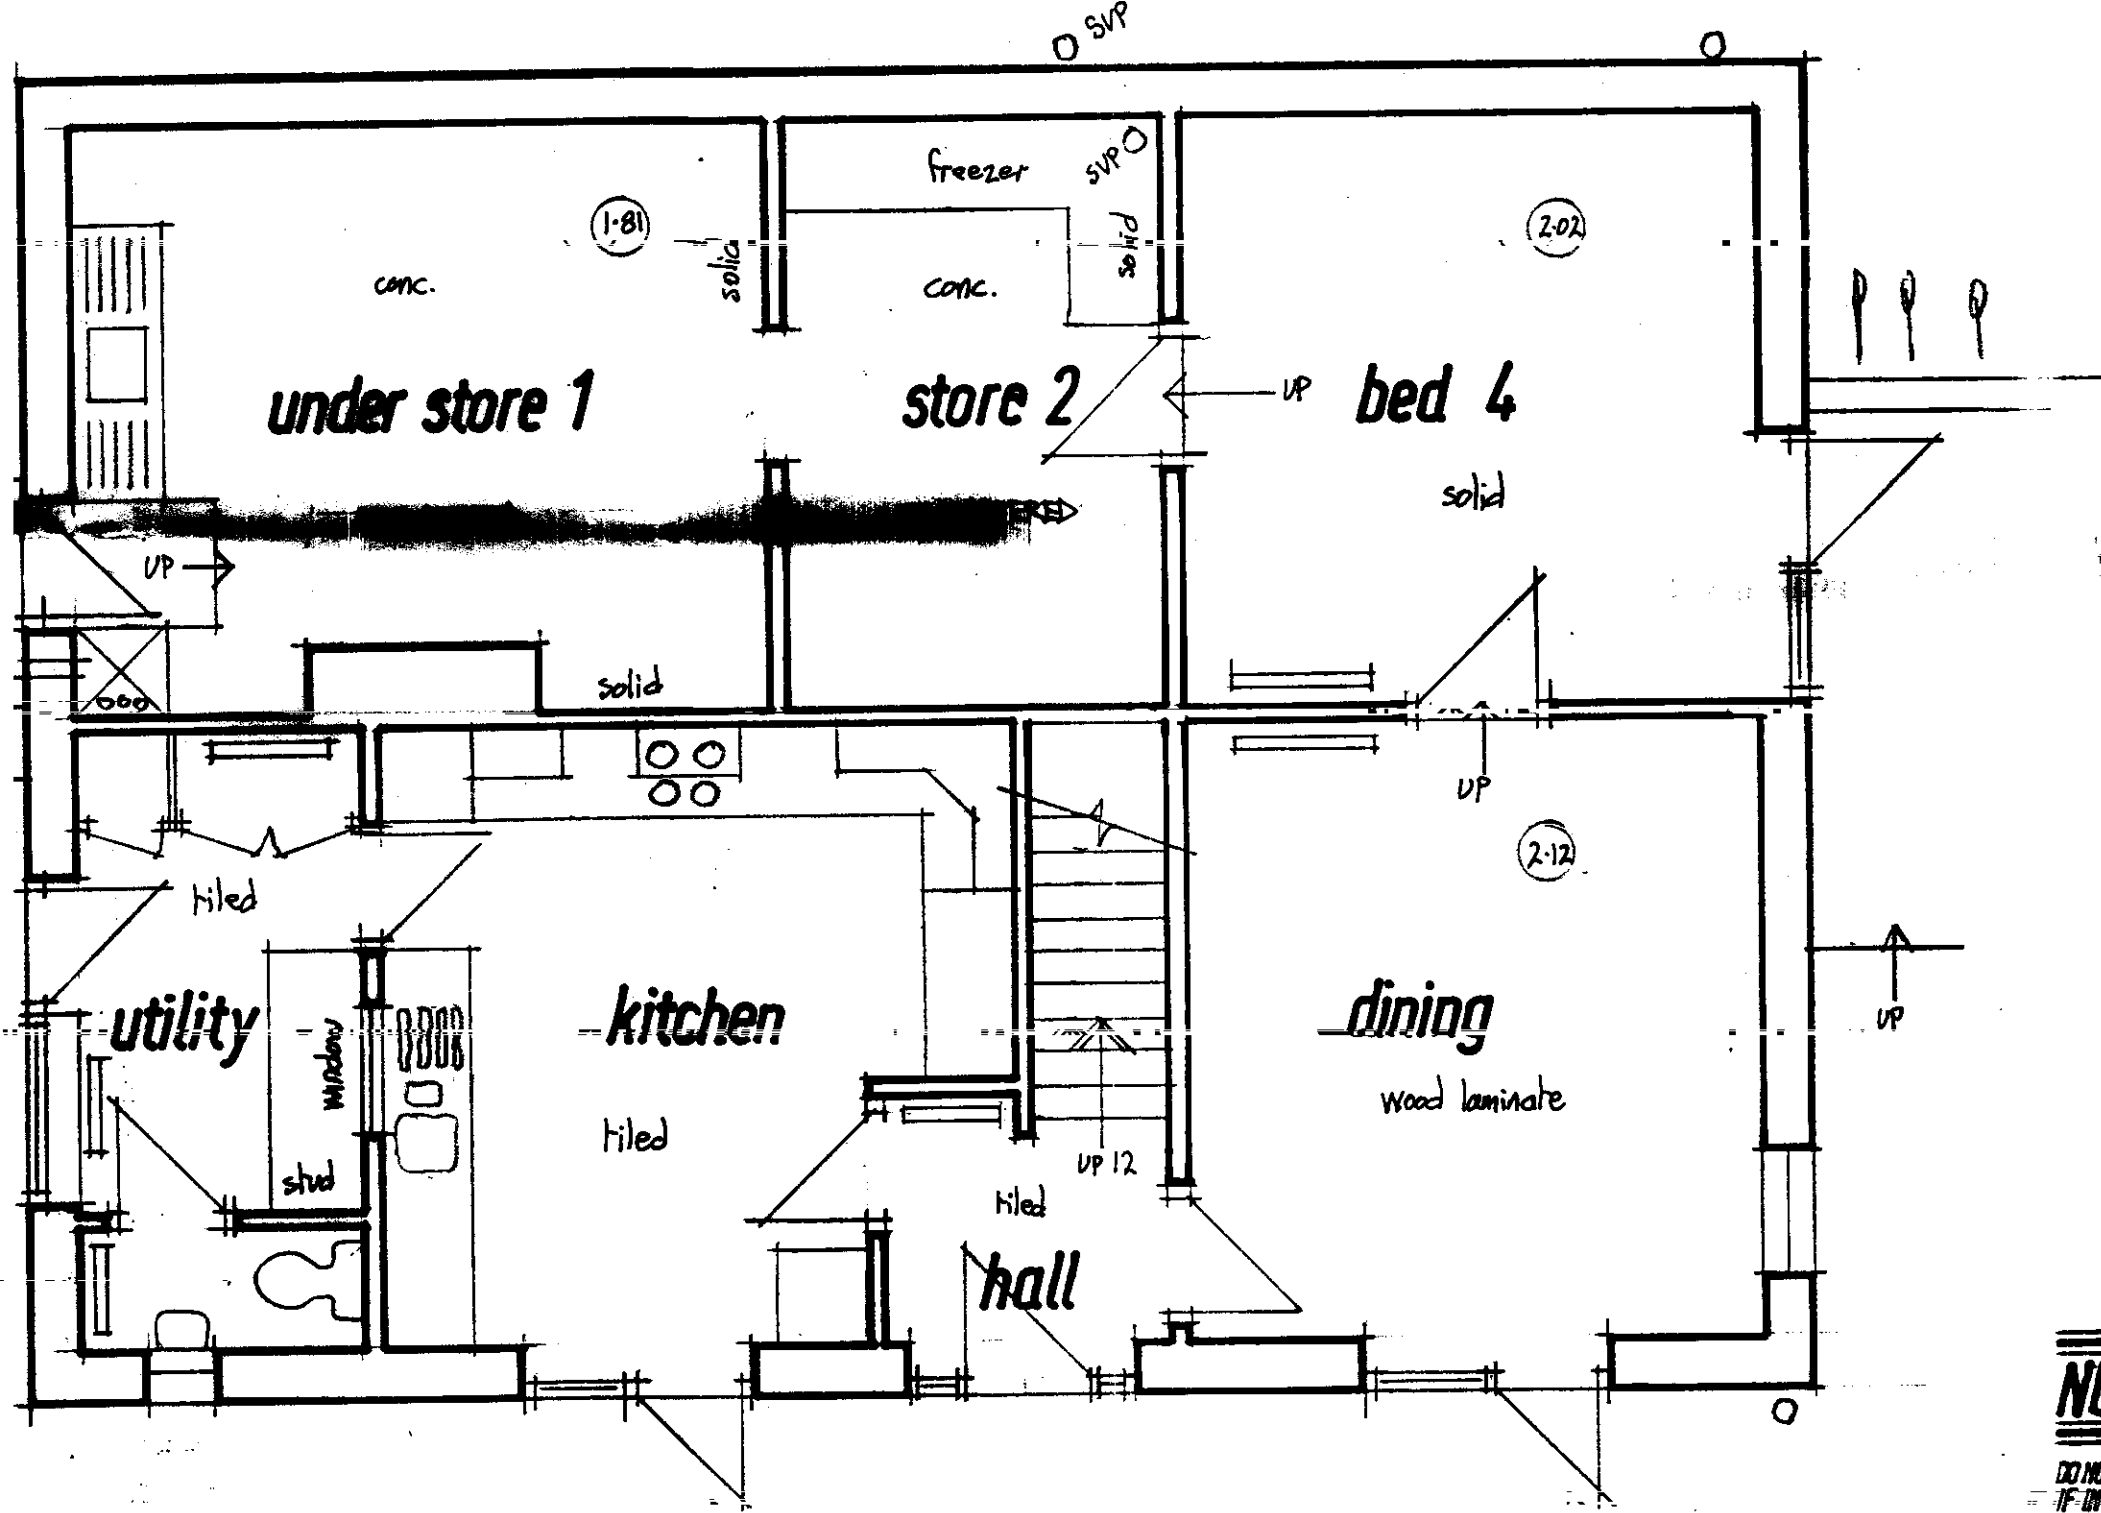 SVP
freezer
SVP
1·81
2·02
solid
solid
conc.
conc.
under store 1
store 2
UP
bed 4
solid
UP
solid
UP
2·12
tiled
utility
window
kitchen
dining
UP
wood laminate
tiled
stud
UP 12
tiled
hall